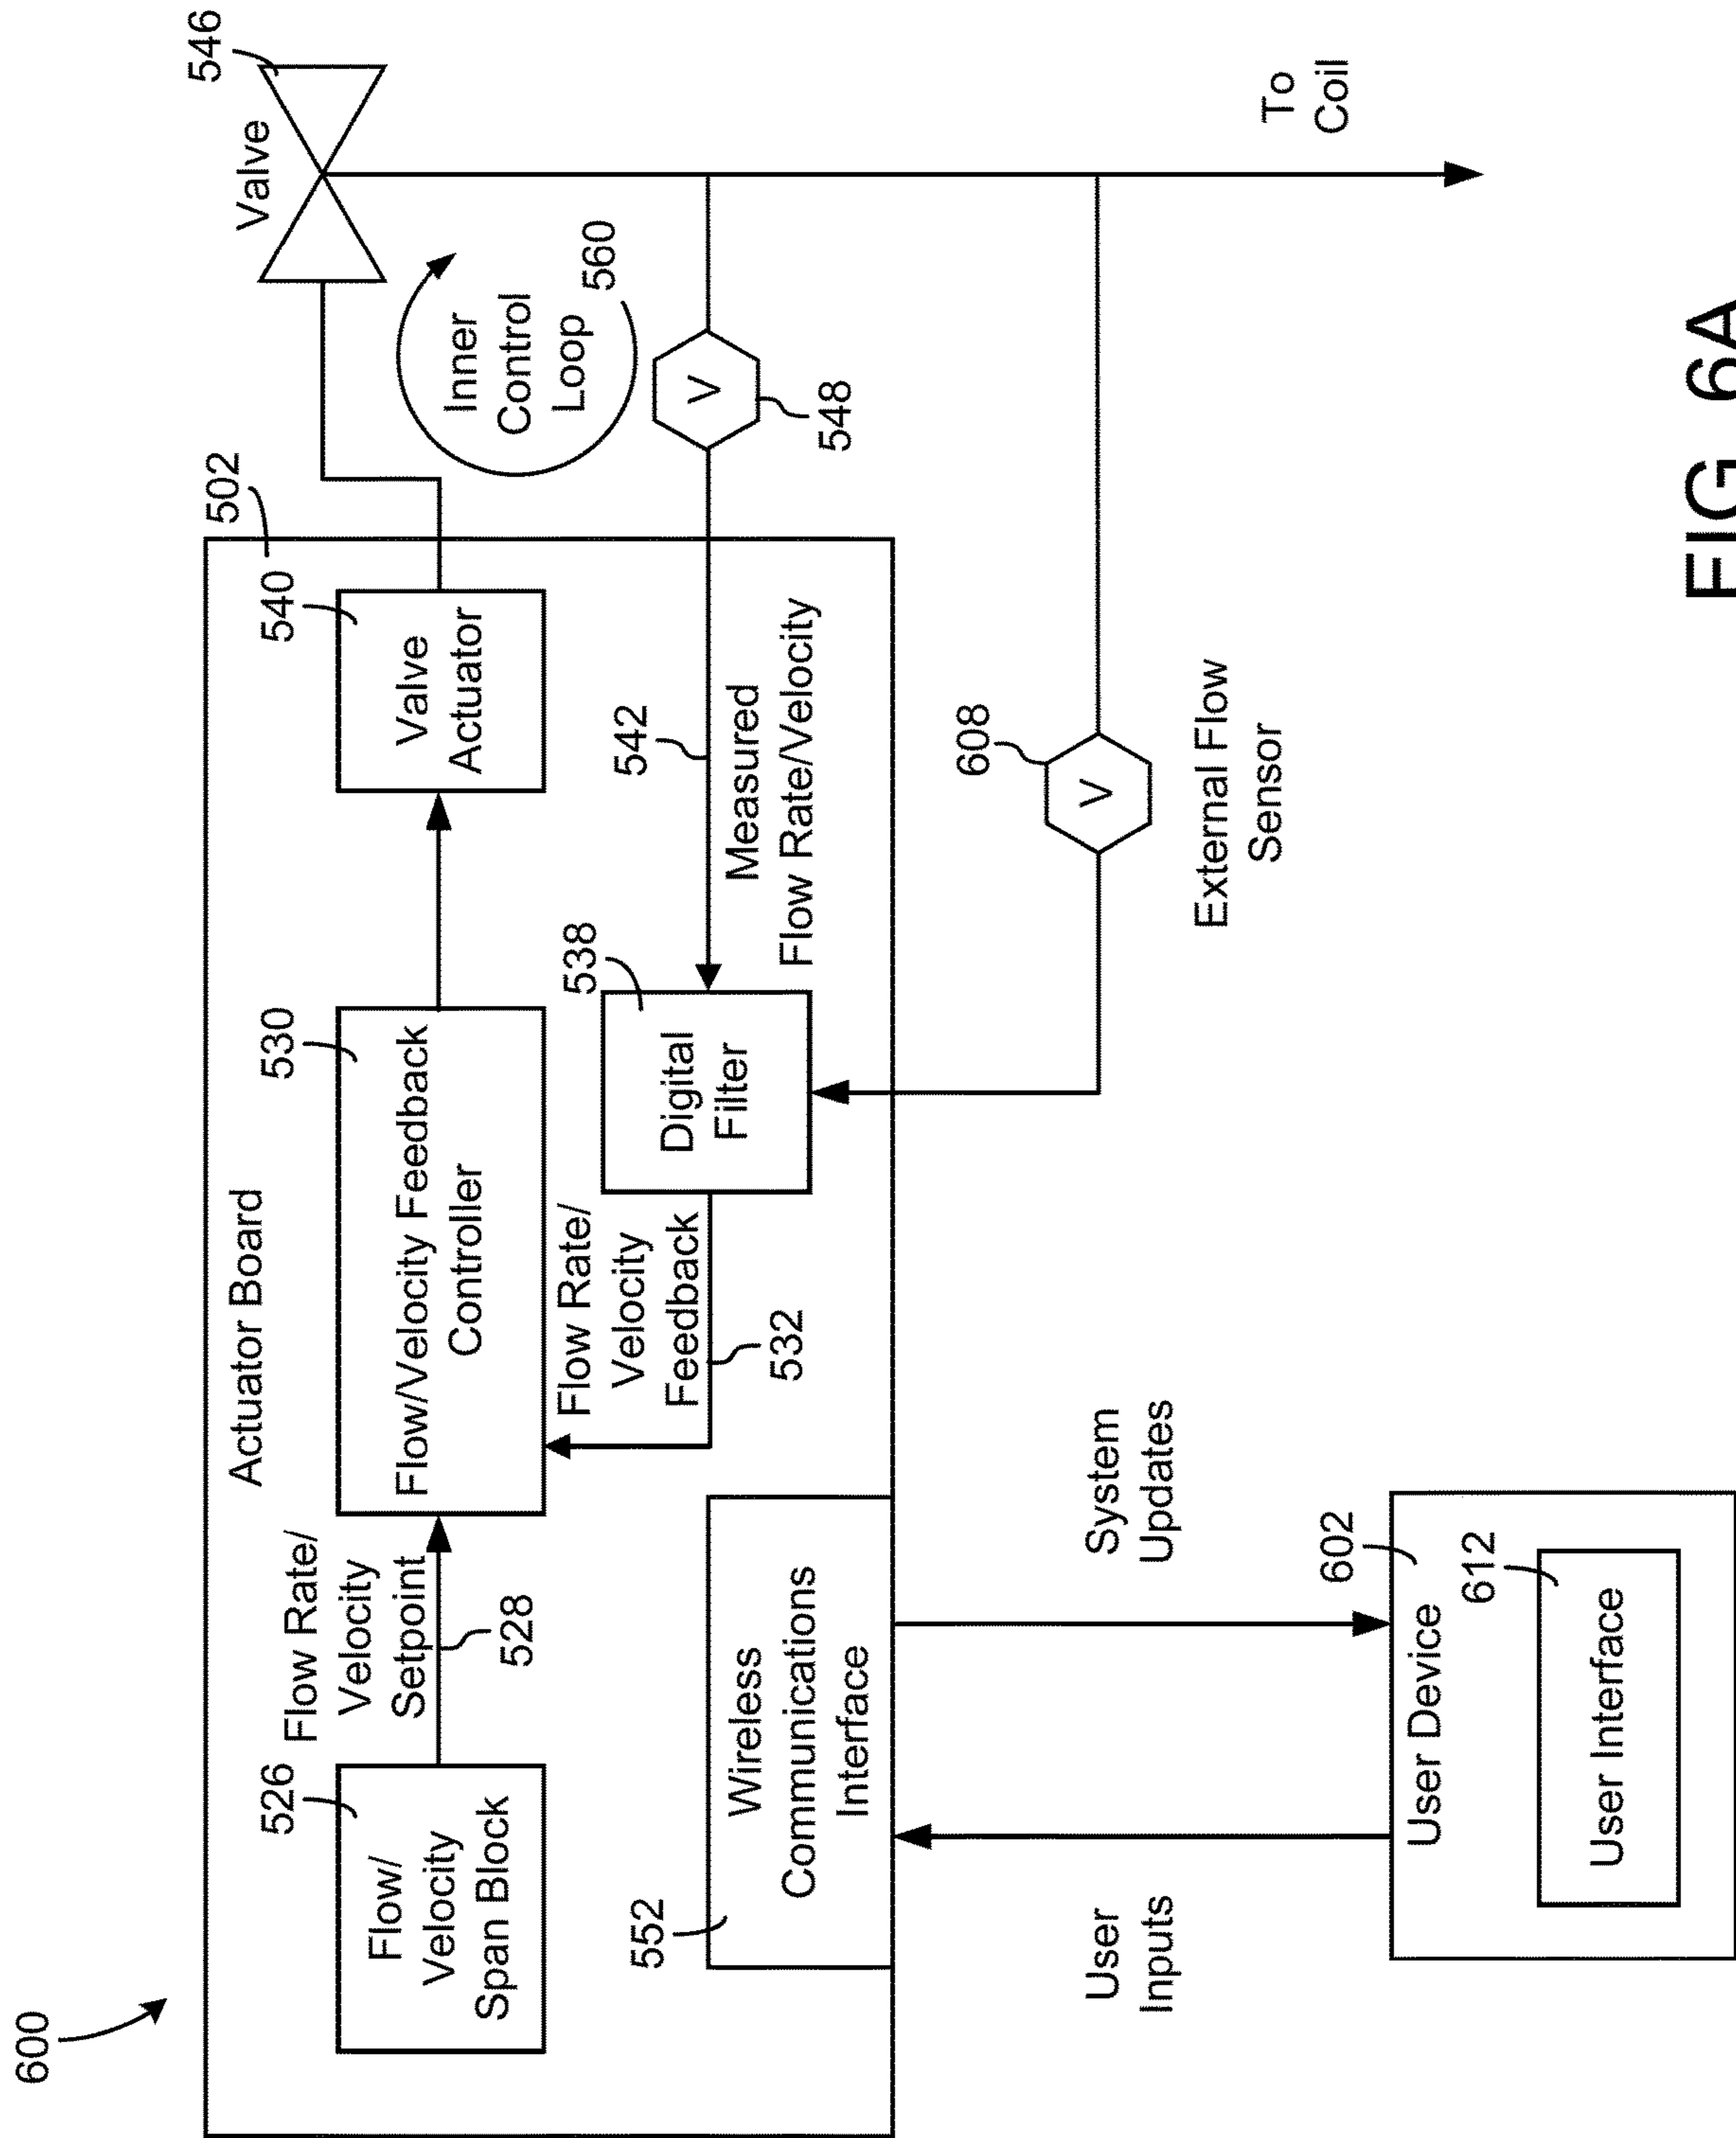 600
Actuator Board
502
526
Flow/
Velocity
Span Block
Flow Rate/
Velocity
Setpoint
528
530
Flow/Velocity Feedback
Controller
540
Valve
Actuator
Valve
546
Inner
Control
Loop
560
Flow Rate/
Velocity
Feedback
532
538
Digital
Filter
542
Measured
Flow Rate/Velocity
V
548
552
Wireless
Communications
Interface
608
V
External Flow
Sensor
To
Coil
User
Inputs
System
Updates
User Device
602
612
User Interface
FIG. 6A